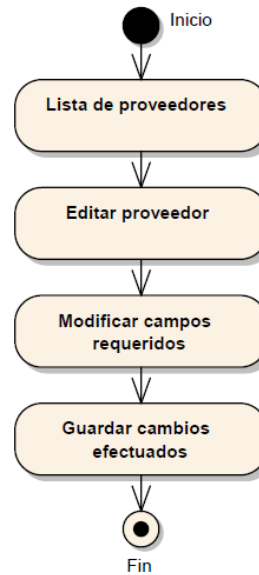 Inicio
Lista de proveedores
Editar proveedor
Modificar campos
requeridos
Guardar cambios
efectuados
Fin